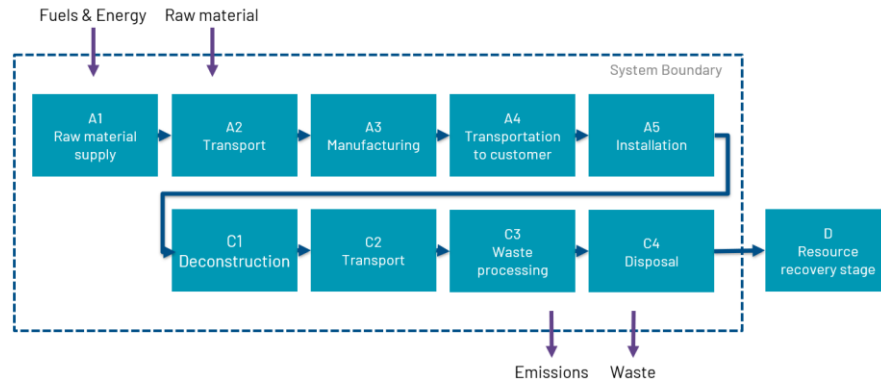 Fuels & Energy
Raw material
System Boundary
A1
Raw material
supply
A2
Transport
A3
Manufacturing
A4
Transportation
to customer
A5
Installation
C1
Deconstruction
C2
Transport
C3
Waste
processing
C4
Disposal
D
Resource
recovery stage
Emissions
Waste